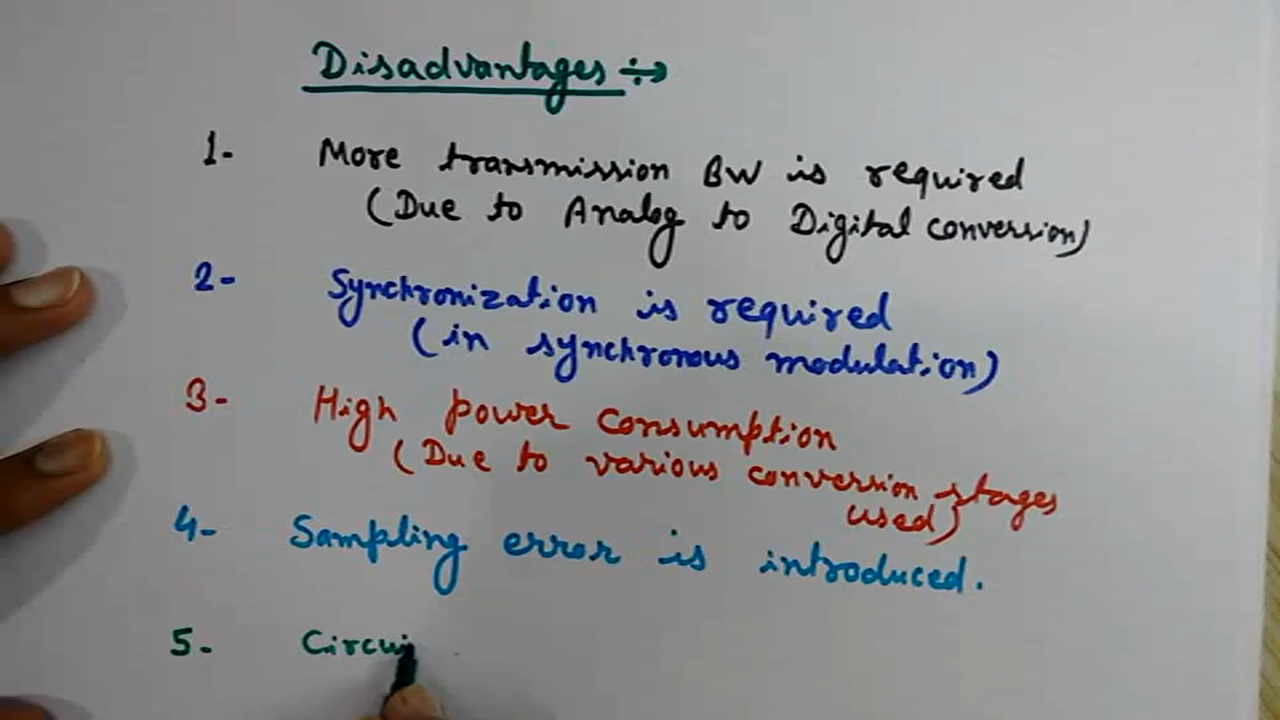 Disadvantages ÷→
1- More transmission BW is required
(Due to Analog to Digital conversion)
2- Synchronization is required
(in synchronous modulation)
3- High power consumption
(Due to various conversion stages
used)
4- Sampling error is introduced.
5- Circui